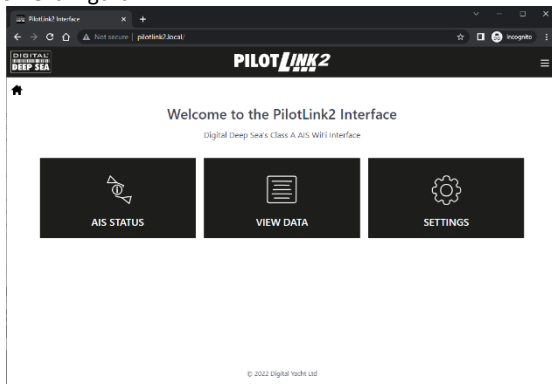 PilotLink2 Interface
Not secure | pilotlink2.local/
Incognito
DIGITAL
DEEP SEA
PILOTLINK2
Welcome to the PilotLink2 Interface
Digital Deep Sea's Class A AIS WiFi Interface
AIS STATUS
VIEW DATA
SETTINGS
© 2022 Digital Yacht Ltd